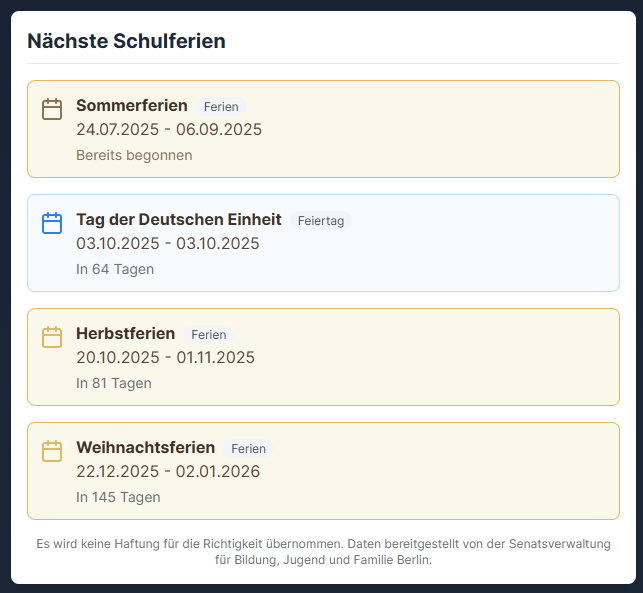 Nächste Schulferien
Sommerferien Ferien
24.07.2025 - 06.09.2025
Bereits begonnen
Tag der Deutschen Einheit Feiertag
03.10.2025 - 03.10.2025
In 64 Tagen
Herbstferien Ferien
20.10.2025 - 01.11.2025
In 81 Tagen
Weihnachtsferien Ferien
22.12.2025 - 02.01.2026
In 145 Tagen
Es wird keine Haftung für die Richtigkeit übernommen. Daten bereitgestellt von der Senatsverwaltung
für Bildung, Jugend und Familie Berlin.